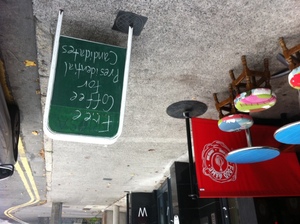 Free
Coffee
for
Presidential
Candidates
W